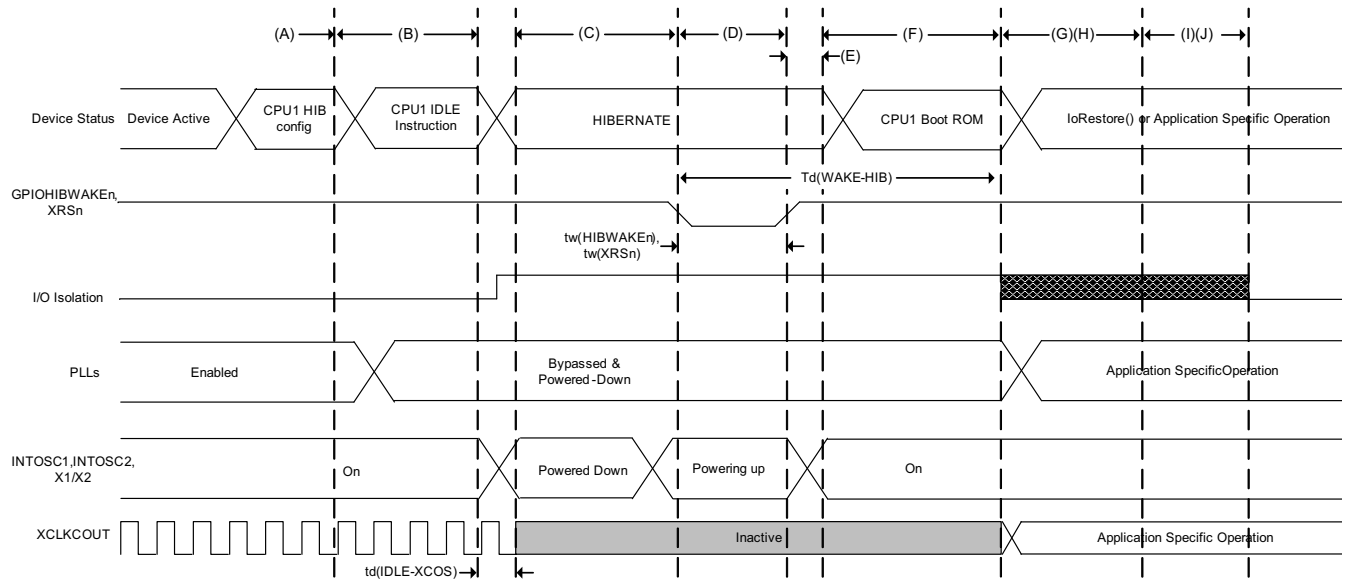 (A) (B) (C) (D) (F) (G)(H) (I)(J)
(E)
Device Status Device Active CPU1 HIB config CPU1 IDLE Instruction HIBERNATE CPU1 Boot ROM IoRestore() or Application Specific Operation
Td(WAKE-HIB)
GPIOHIBWAKEn, XRSn
tw(HIBWAKEn), tw(XRSn)
I/O Isolation
PLLs Enabled Bypassed & Powered-Down Application SpecificOperation
INTOSC1,INTOSC2, X1/X2 On Powered Down Powering up On
XCLKCOUT Inactive Application Specific Operation
td(IDLE-XCOS)